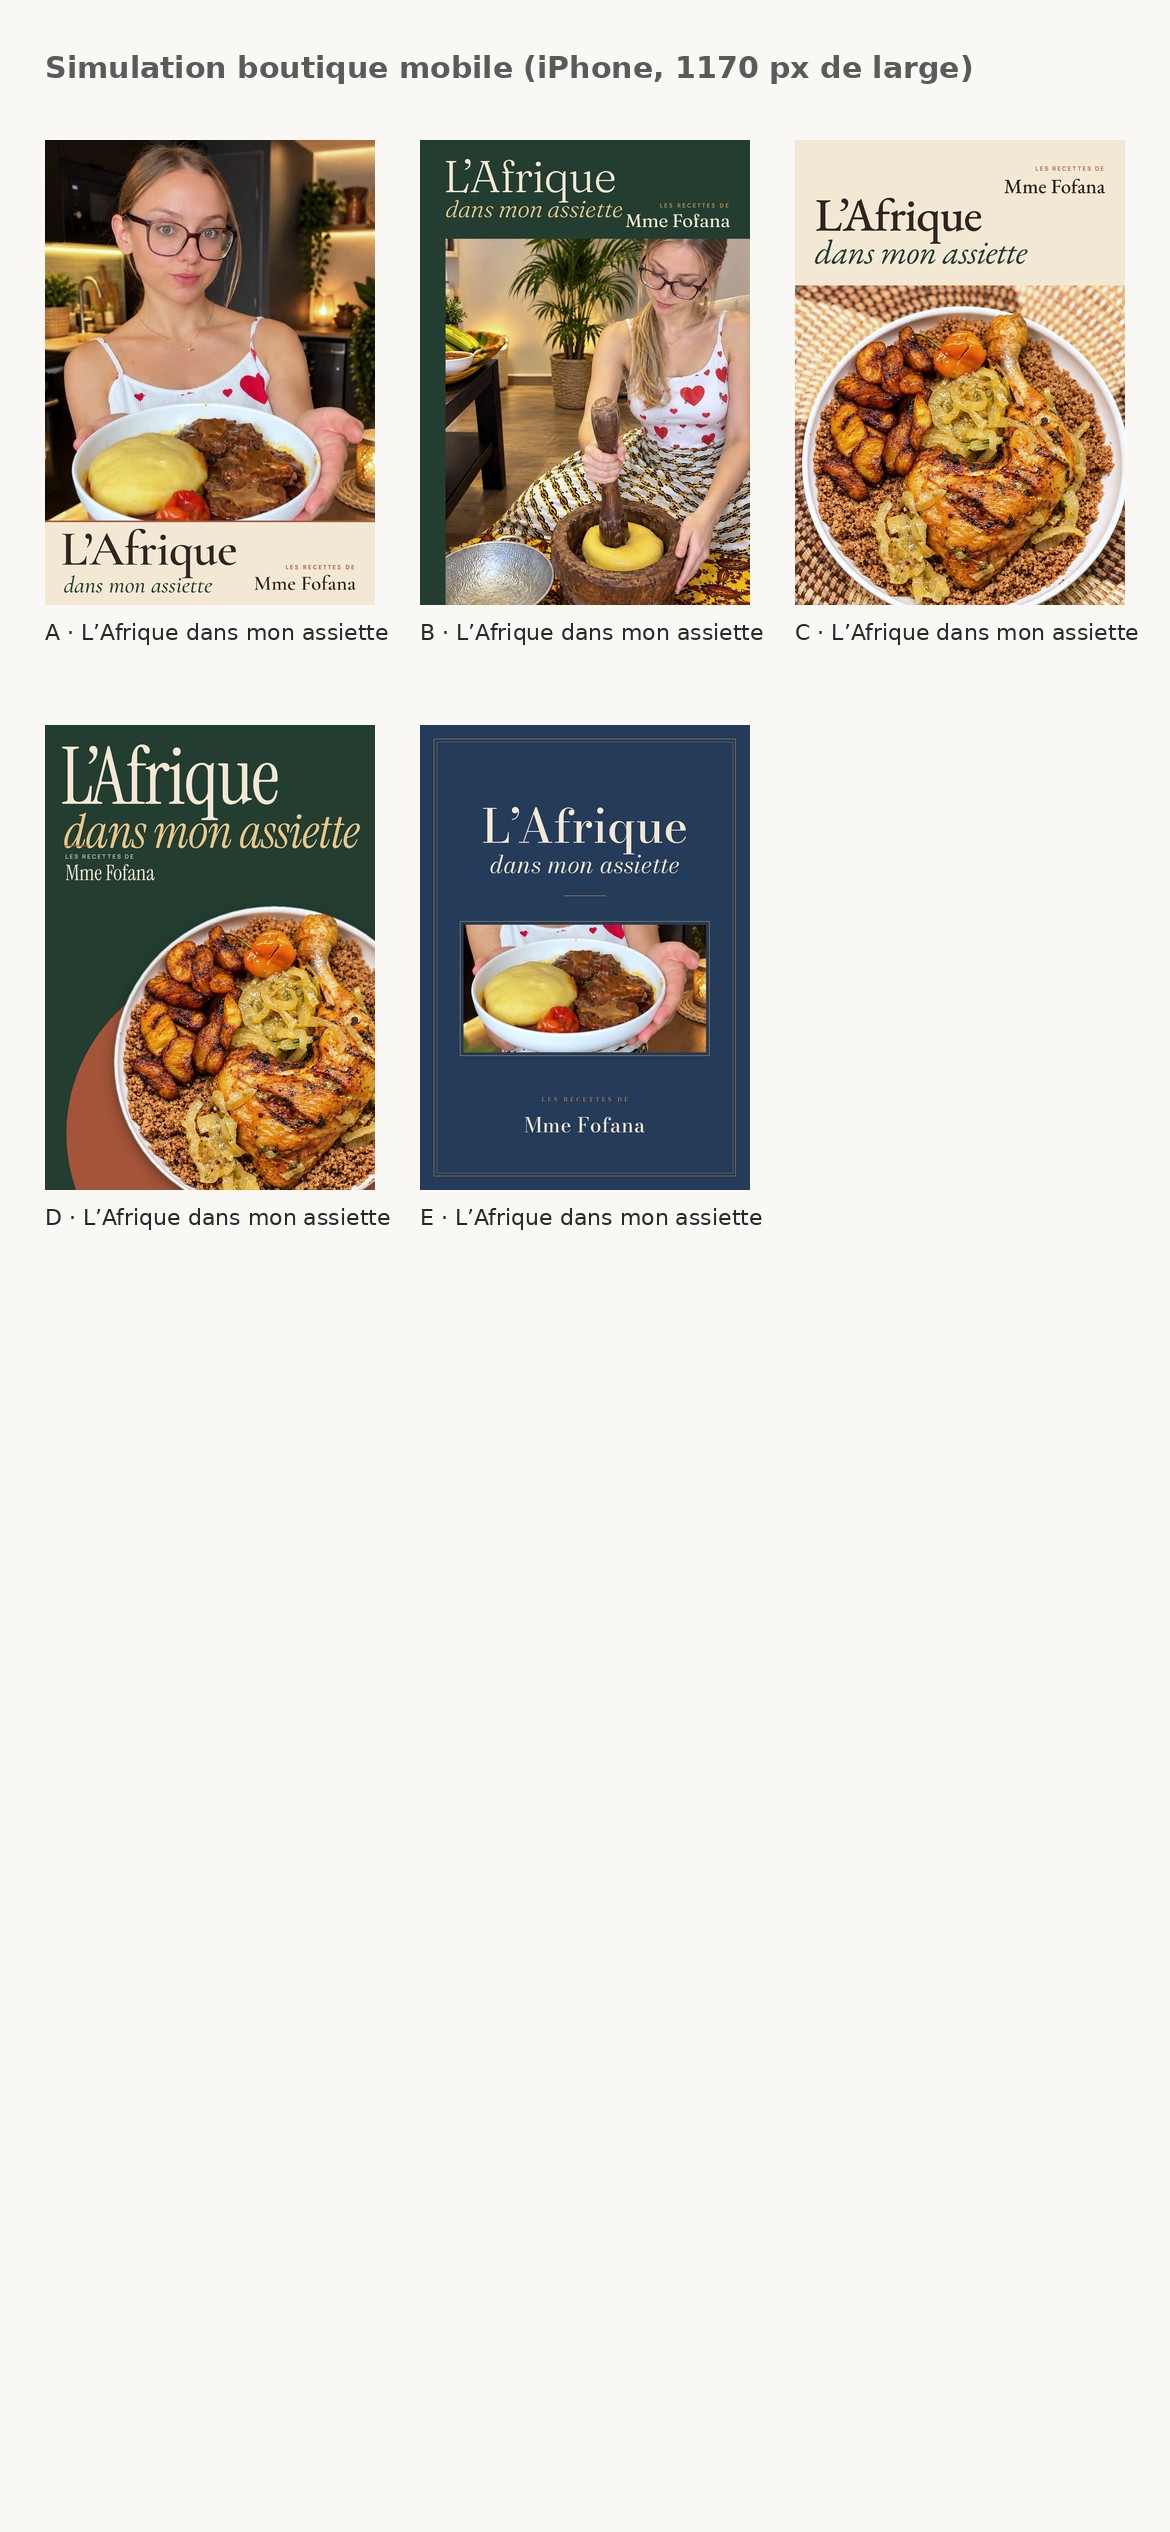 Simulation boutique mobile (iPhone, 1170 px de large)
L’Afrique
dans mon assiette
LES RECETTES DE
Mme Fofana
A · L’Afrique dans mon assiette
L’Afrique
dans mon assiette
LES RECETTES DE
Mme Fofana
B · L’Afrique dans mon assiette
LES RECETTES DE
Mme Fofana
L’Afrique
dans mon assiette
C · L’Afrique dans mon assiette
L’Afrique
dans mon assiette
LES RECETTES DE
Mme Fofana
D · L’Afrique dans mon assiette
L’Afrique
dans mon assiette
LES RECETTES DE
Mme Fofana
E · L’Afrique dans mon assiette